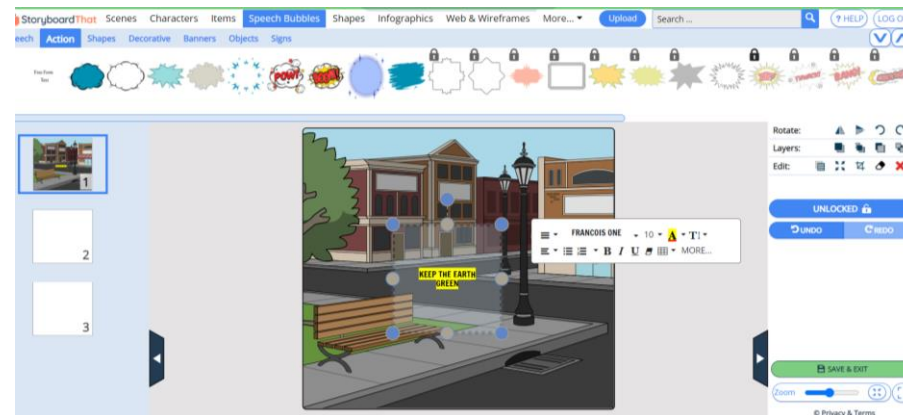 StoryboardThat Scenes Characters Items Speech Bubbles Shapes Infographics Web & Wireframes More... Upload Search ... ? HELP LOG O
eech Action Shapes Decorative Banners Objects Signs
POW!
1
2
3
KEEP THE EARTH
GREEN
FRANCOIS ONE 10 A T
B I U MORE...
Rotate:
Layers:
Edit:
UNLOCKED
UNDO REDO
SAVE & EXIT
Zoom
© Privacy & Terms